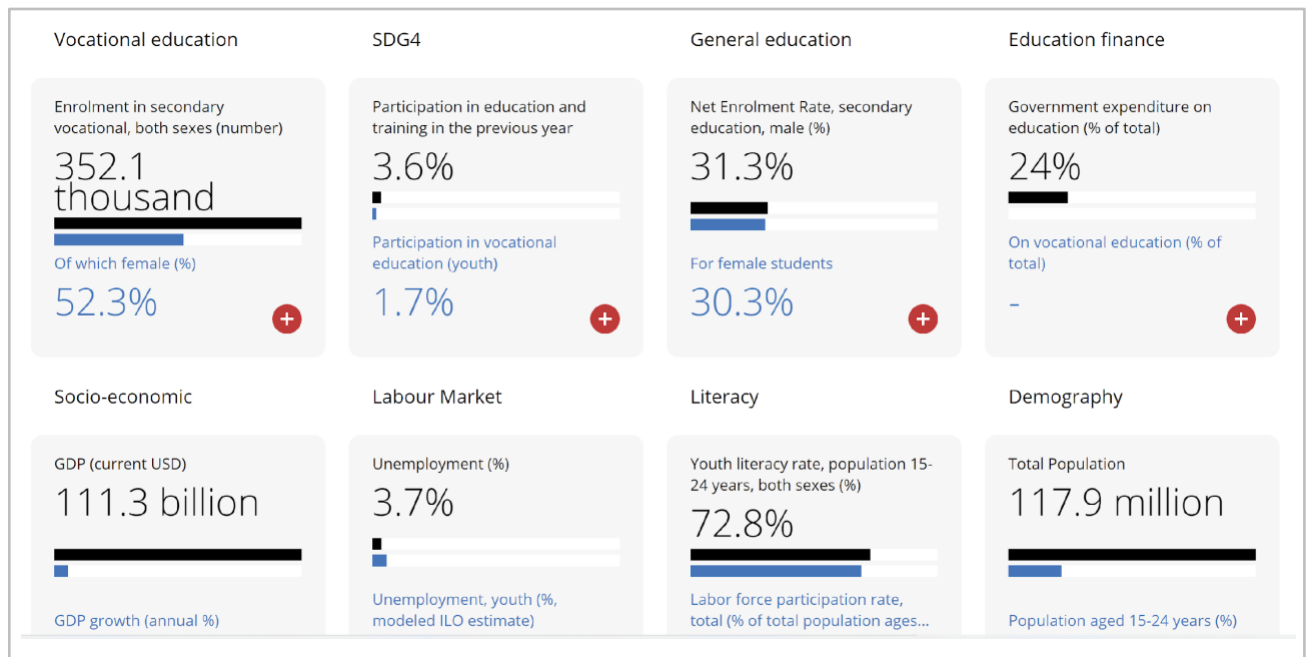 Vocational education
Enrolment in secondary
vocational, both sexes (number)
352.1
thousand
Of which female (%)
52.3%
+
SDG4
Participation in education and
training in the previous year
3.6%
Participation in vocational
education (youth)
1.7%
+
General education
Net Enrolment Rate, secondary
education, male (%)
31.3%
For female students
30.3%
+
Education finance
Government expenditure on
education (% of total)
24%
On vocational education (% of
total)
-
+
Socio-economic
GDP (current USD)
111.3 billion
GDP growth (annual %)
Labour Market
Unemployment (%)
3.7%
Unemployment, youth (%,
modeled ILO estimate)
Literacy
Youth literacy rate, population 15-
24 years, both sexes (%)
72.8%
Labor force participation rate,
total (% of total population ages...
Demography
Total Population
117.9 million
Population aged 15-24 years (%)